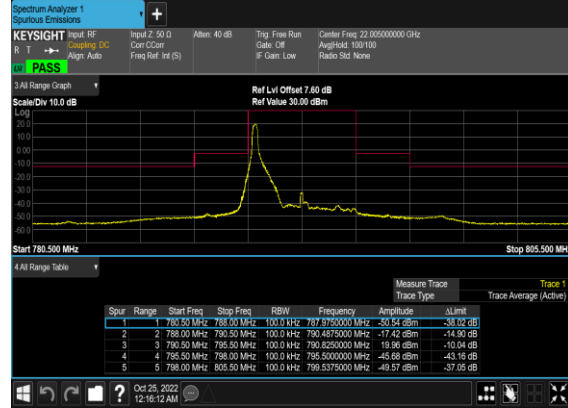 Spectrum Analyzer 1
Spurious Emissions
+
KEYSIGHT Input: RF Input Z: 50 Ω Atten: 40 dB Trig: Free Run Center Freq: 22.005000000 GHz
R T Coupling: DC Corr CCorr Gate: Off Avg|Hold: 100/100
Align: Auto Freq Ref: Int (S) IF Gain: Low Radio Std: None
PASS
3 All Range Graph
Ref Lvl Offset 7.60 dB
Scale/Div 10.0 dB Ref Value 30.00 dBm
Log
20.0
10.0
0.00
-10.0
-20.0
-30.0
-40.0
-50.0
-60.0
Start 780.500 MHz Stop 805.500 MH
4 All Range Table
Measure Trace Trace 1
Trace Type Trace Average (Active)
Spur Range Start Freq Stop Freq RBW Frequency Amplitude ΔLimit
1 1 780.50 MHz 788.00 MHz 100.0 kHz 787.9750000 MHz -50.54 dBm -38.02 dB
2 2 788.00 MHz 790.50 MHz 100.0 kHz 790.4875000 MHz -17.42 dBm -14.90 dB
3 3 790.50 MHz 795.50 MHz 100.0 kHz 790.8250000 MHz 19.96 dBm -10.04 dB
4 4 795.50 MHz 798.00 MHz 100.0 kHz 795.5000000 MHz -45.68 dBm -43.16 dB
5 5 798.00 MHz 805.50 MHz 100.0 kHz 799.5375000 MHz -49.57 dBm -37.05 dB
? Oct 25, 2022
12:16:12 AM